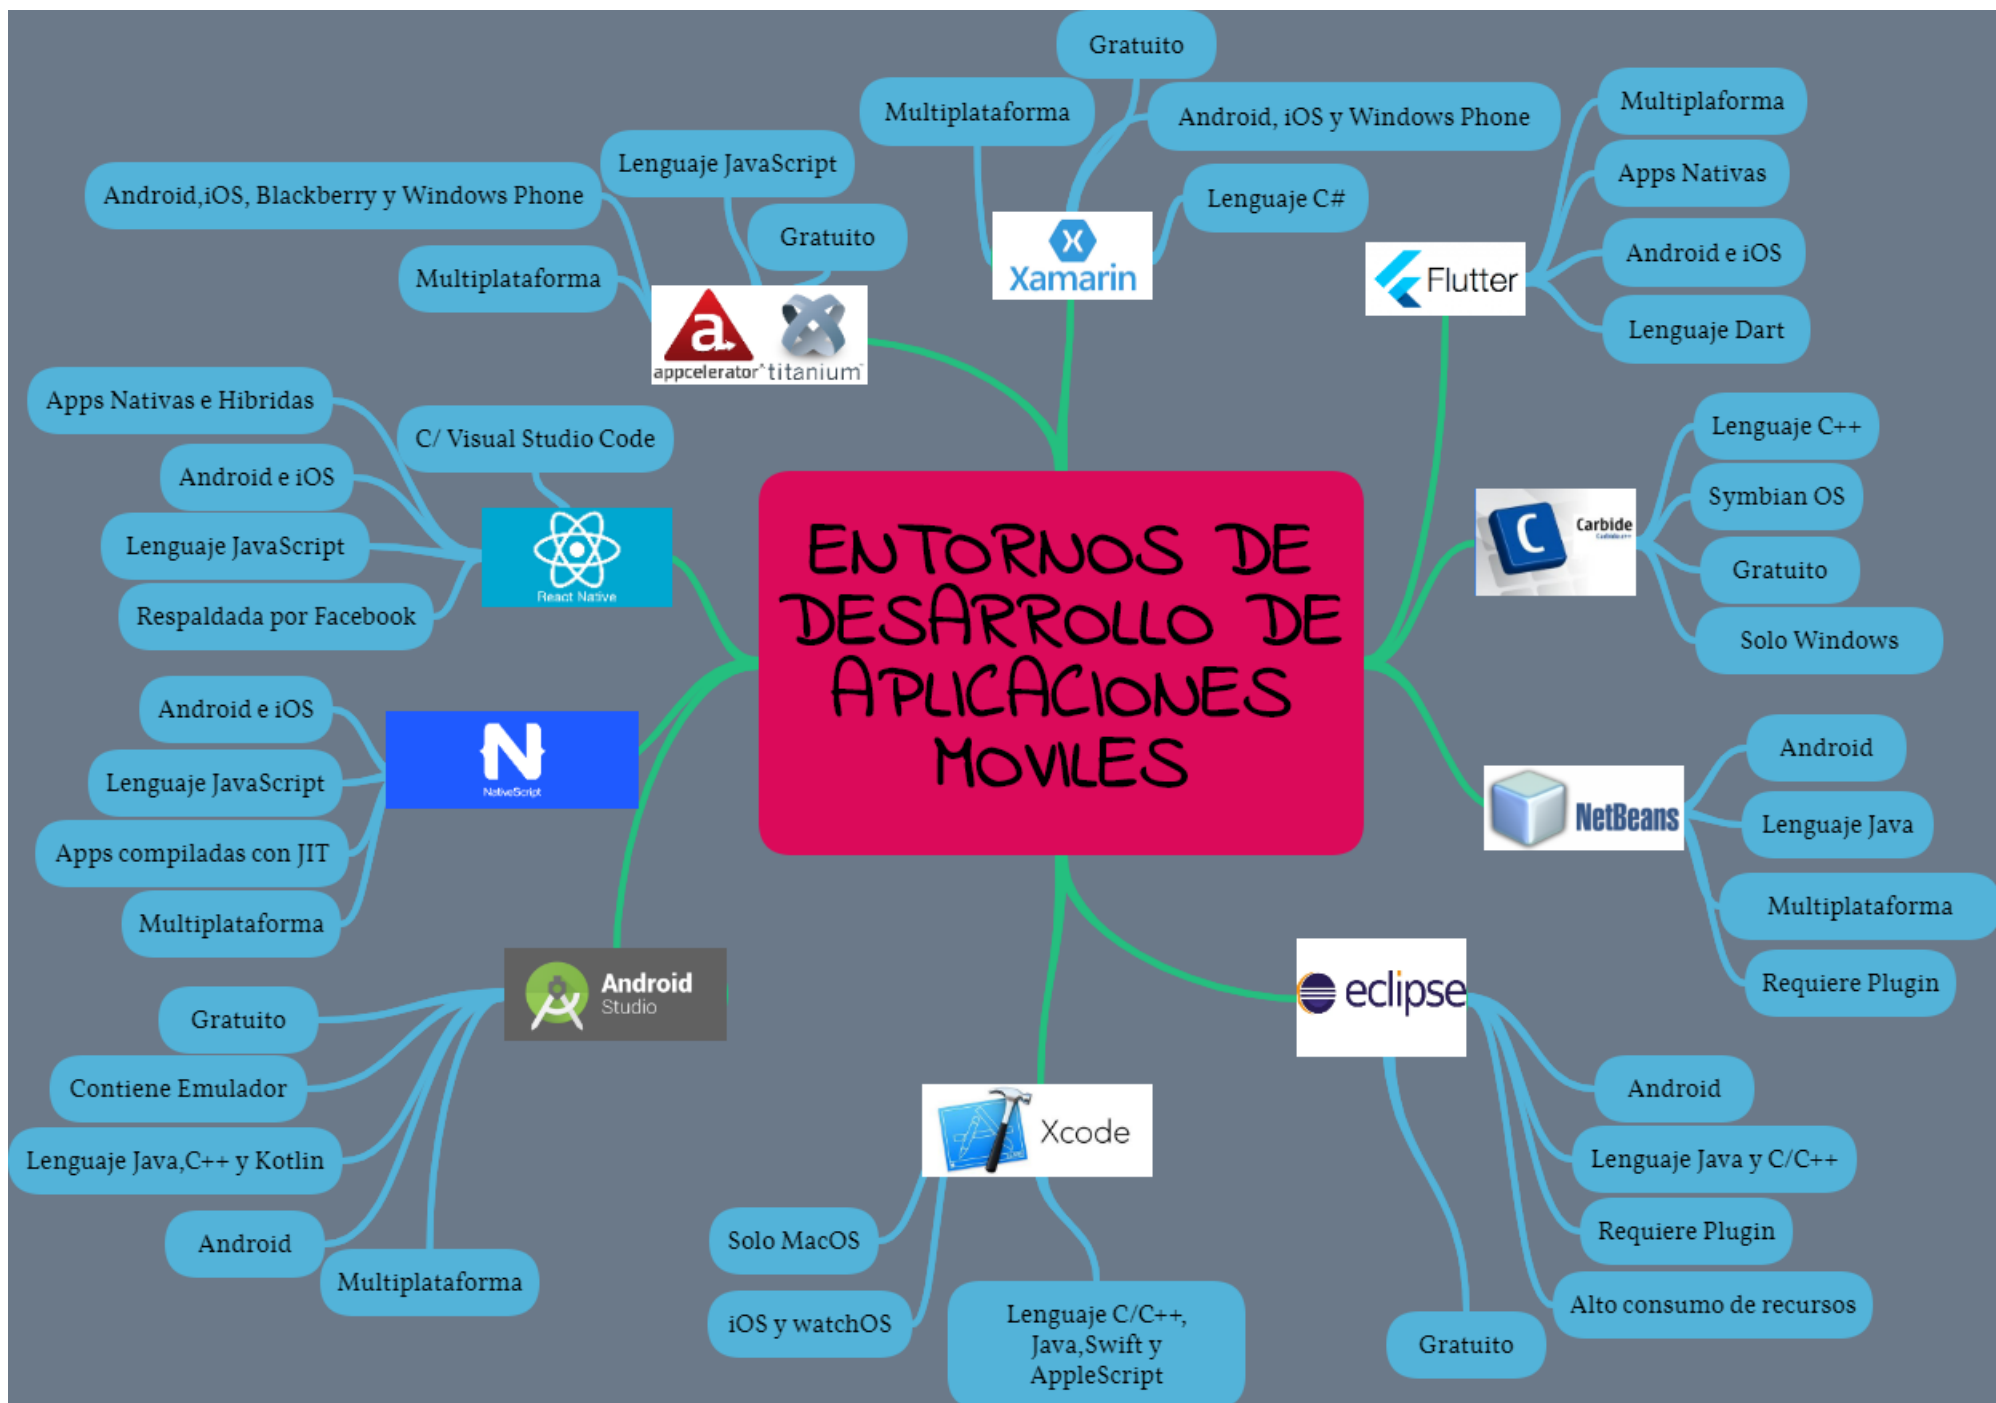 ENTORNOS DE
DESARROLLO DE
APLICACIONES
MOVILES
Gratuito
Multiplataforma
Android, iOS y Windows Phone
Lenguaje C#
Xamarin
Multiplaforma
Apps Nativas
Android e iOS
Lenguaje Dart
Flutter
Lenguaje JavaScript
Android,iOS, Blackberry y Windows Phone
Gratuito
Multiplataforma
a
appcelerator titanium
Apps Nativas e Hibridas
C/ Visual Studio Code
Android e iOS
Lenguaje JavaScript
Respaldada por Facebook
React Native
Lenguaje C++
Symbian OS
Gratuito
Solo Windows
C
Carbide
Android e iOS
Lenguaje JavaScript
Apps compiladas con JIT
Multiplataforma
N
NativeScript
Android
Lenguaje Java
Multiplataforma
Requiere Plugin
NetBeans
Android
Studio
Gratuito
Contiene Emulador
Lenguaje Java,C++ y Kotlin
Android
Multiplataforma
Xcode
Solo MacOS
iOS y watchOS
Lenguaje C/C++,
Java,Swift y
AppleScript
eclipse
Android
Lenguaje Java y C/C++
Requiere Plugin
Alto consumo de recursos
Gratuito